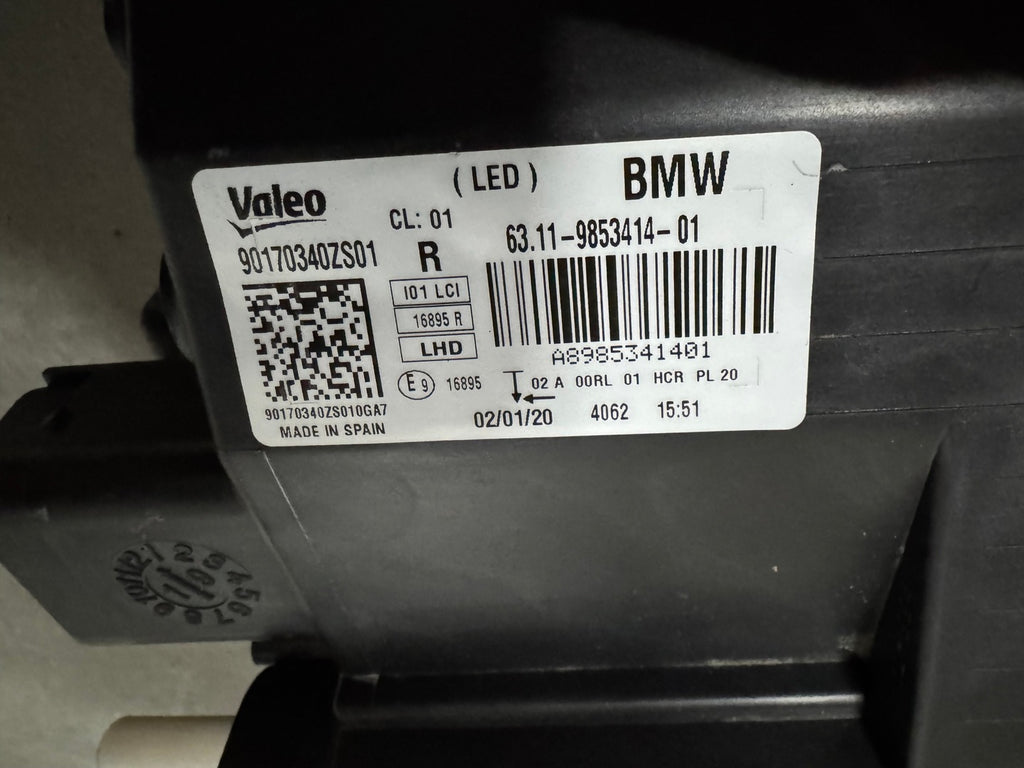 Valeo
( LED )
BMW
CL: 01
63.11-9853414-01
90170340ZS01
R
I01 LCI
16895 R
LHD
A8985341401
E9 16895
02 A 00RL 01 HCR PL 20
90170340ZS010GA7
02/01/20 4062 15:51
MADE IN SPAIN